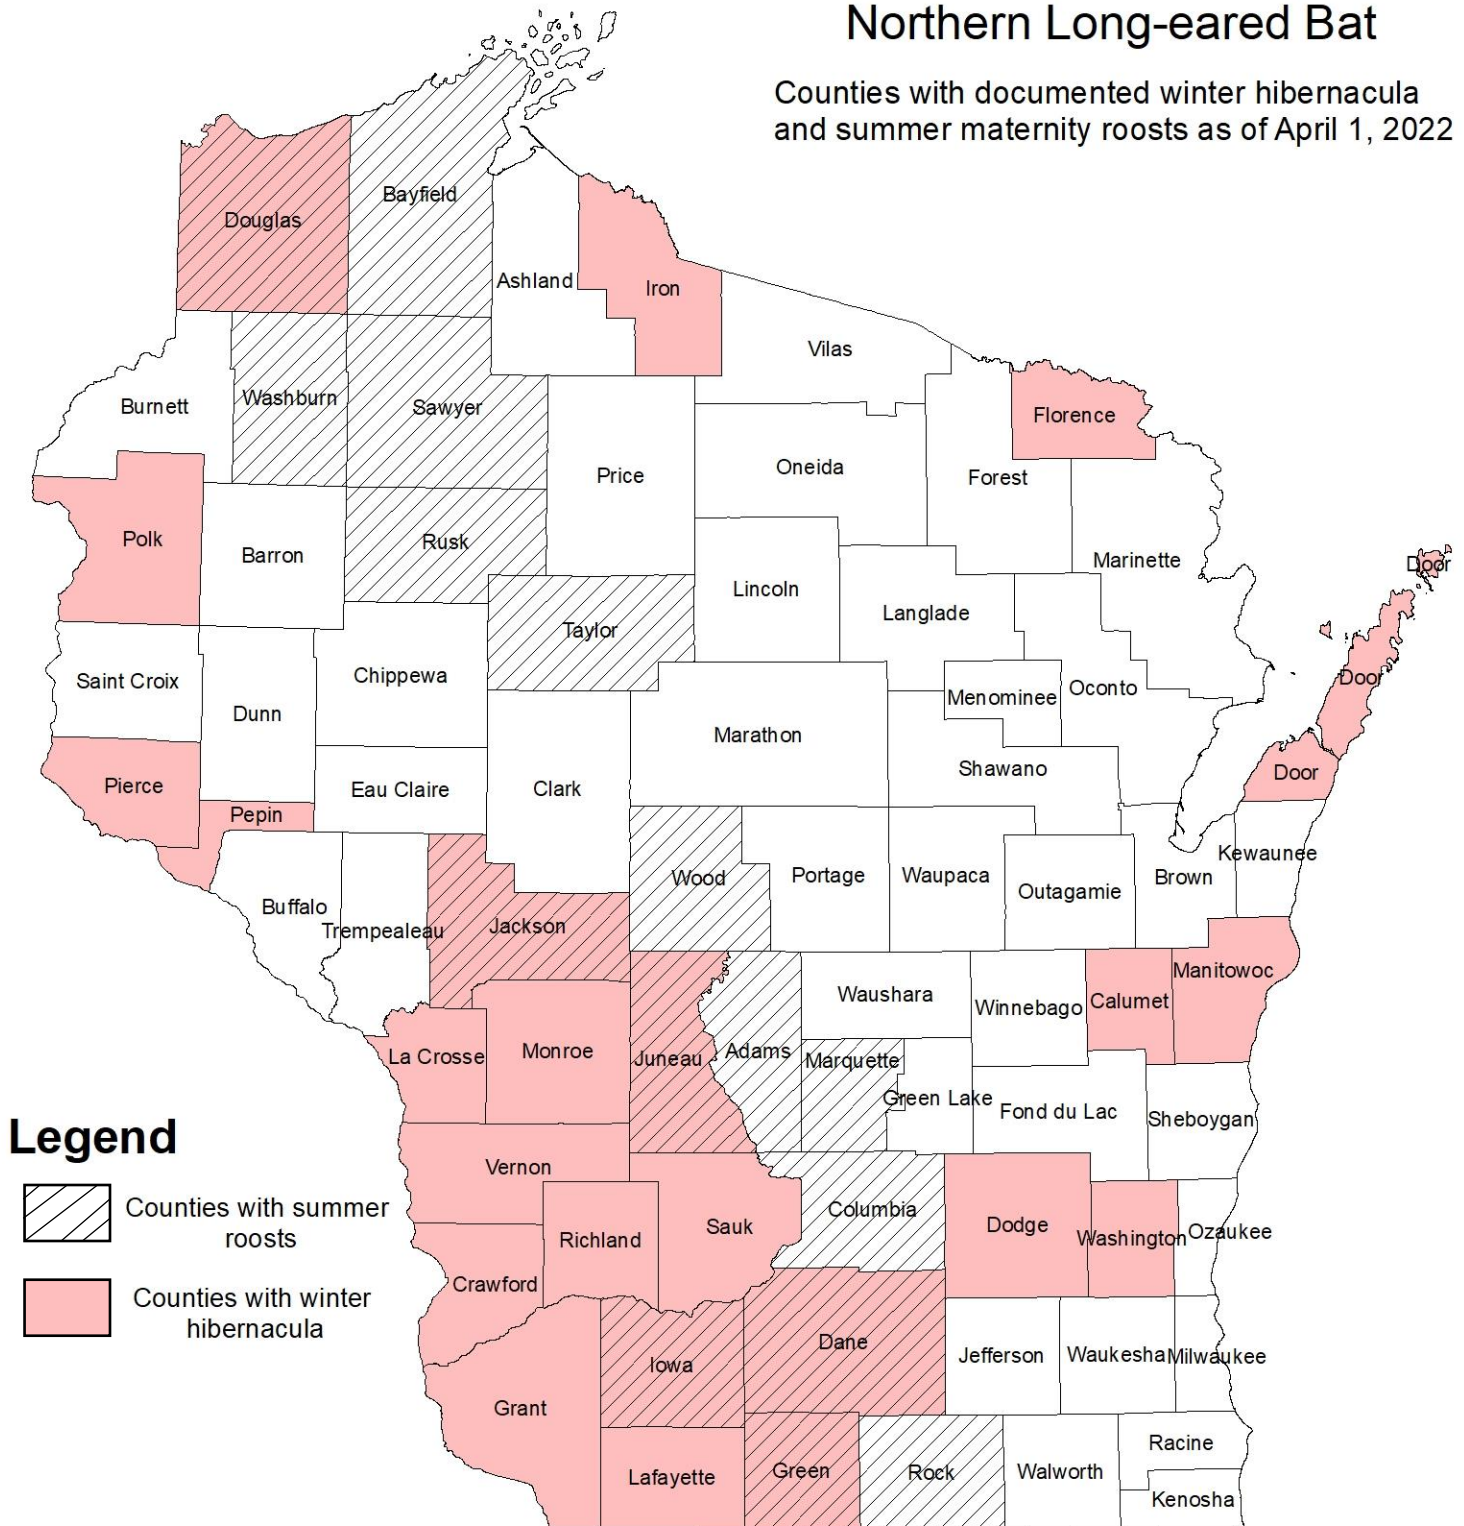 Northern Long-eared Bat
Counties with documented winter hibernacula
and summer maternity roosts as of April 1, 2022
Bayfield
Douglas
Ashland
Iron
Vilas
Burnett
Washburn
Sawyer
Florence
Price
Oneida
Forest
Polk
Barron
Rusk
Marinette
Door
Lincoln
Langlade
Taylor
Saint Croix
Chippewa
Dunn
Menominee
Oconto
Door
Marathon
Shawano
Door
Pierce
Eau Claire
Clark
Pepin
Kewaunee
Wood
Portage
Waupaca
Outagamie
Brown
Buffalo
Trempealeau
Jackson
Manitowoc
Waushara
Winnebago
Calumet
La Crosse
Monroe
Juneau
Adams
Marquette
Green Lake
Fond du Lac
Sheboygan
Legend
Vernon
Counties with summer
roosts
Columbia
Richland
Sauk
Dodge
Washington
Ozaukee
Crawford
Counties with winter
hibernacula
Iowa
Dane
Jefferson
Waukesha
Milwaukee
Grant
Lafayette
Green
Rock
Walworth
Racine
Kenosha